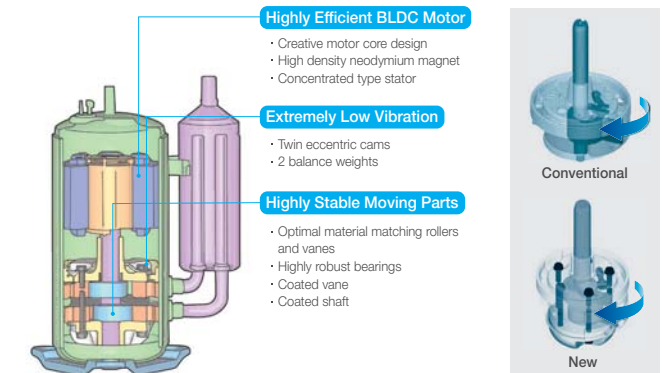 Highly Efficient BLDC Motor
· Creative motor core design
· High density neodymium magnet
· Concentrated type stator
Extremely Low Vibration
· Twin eccentric cams
· 2 balance weights
Highly Stable Moving Parts
· Optimal material matching rollers
and vanes
· Highly robust bearings
· Coated vane
· Coated shaft
Conventional
New